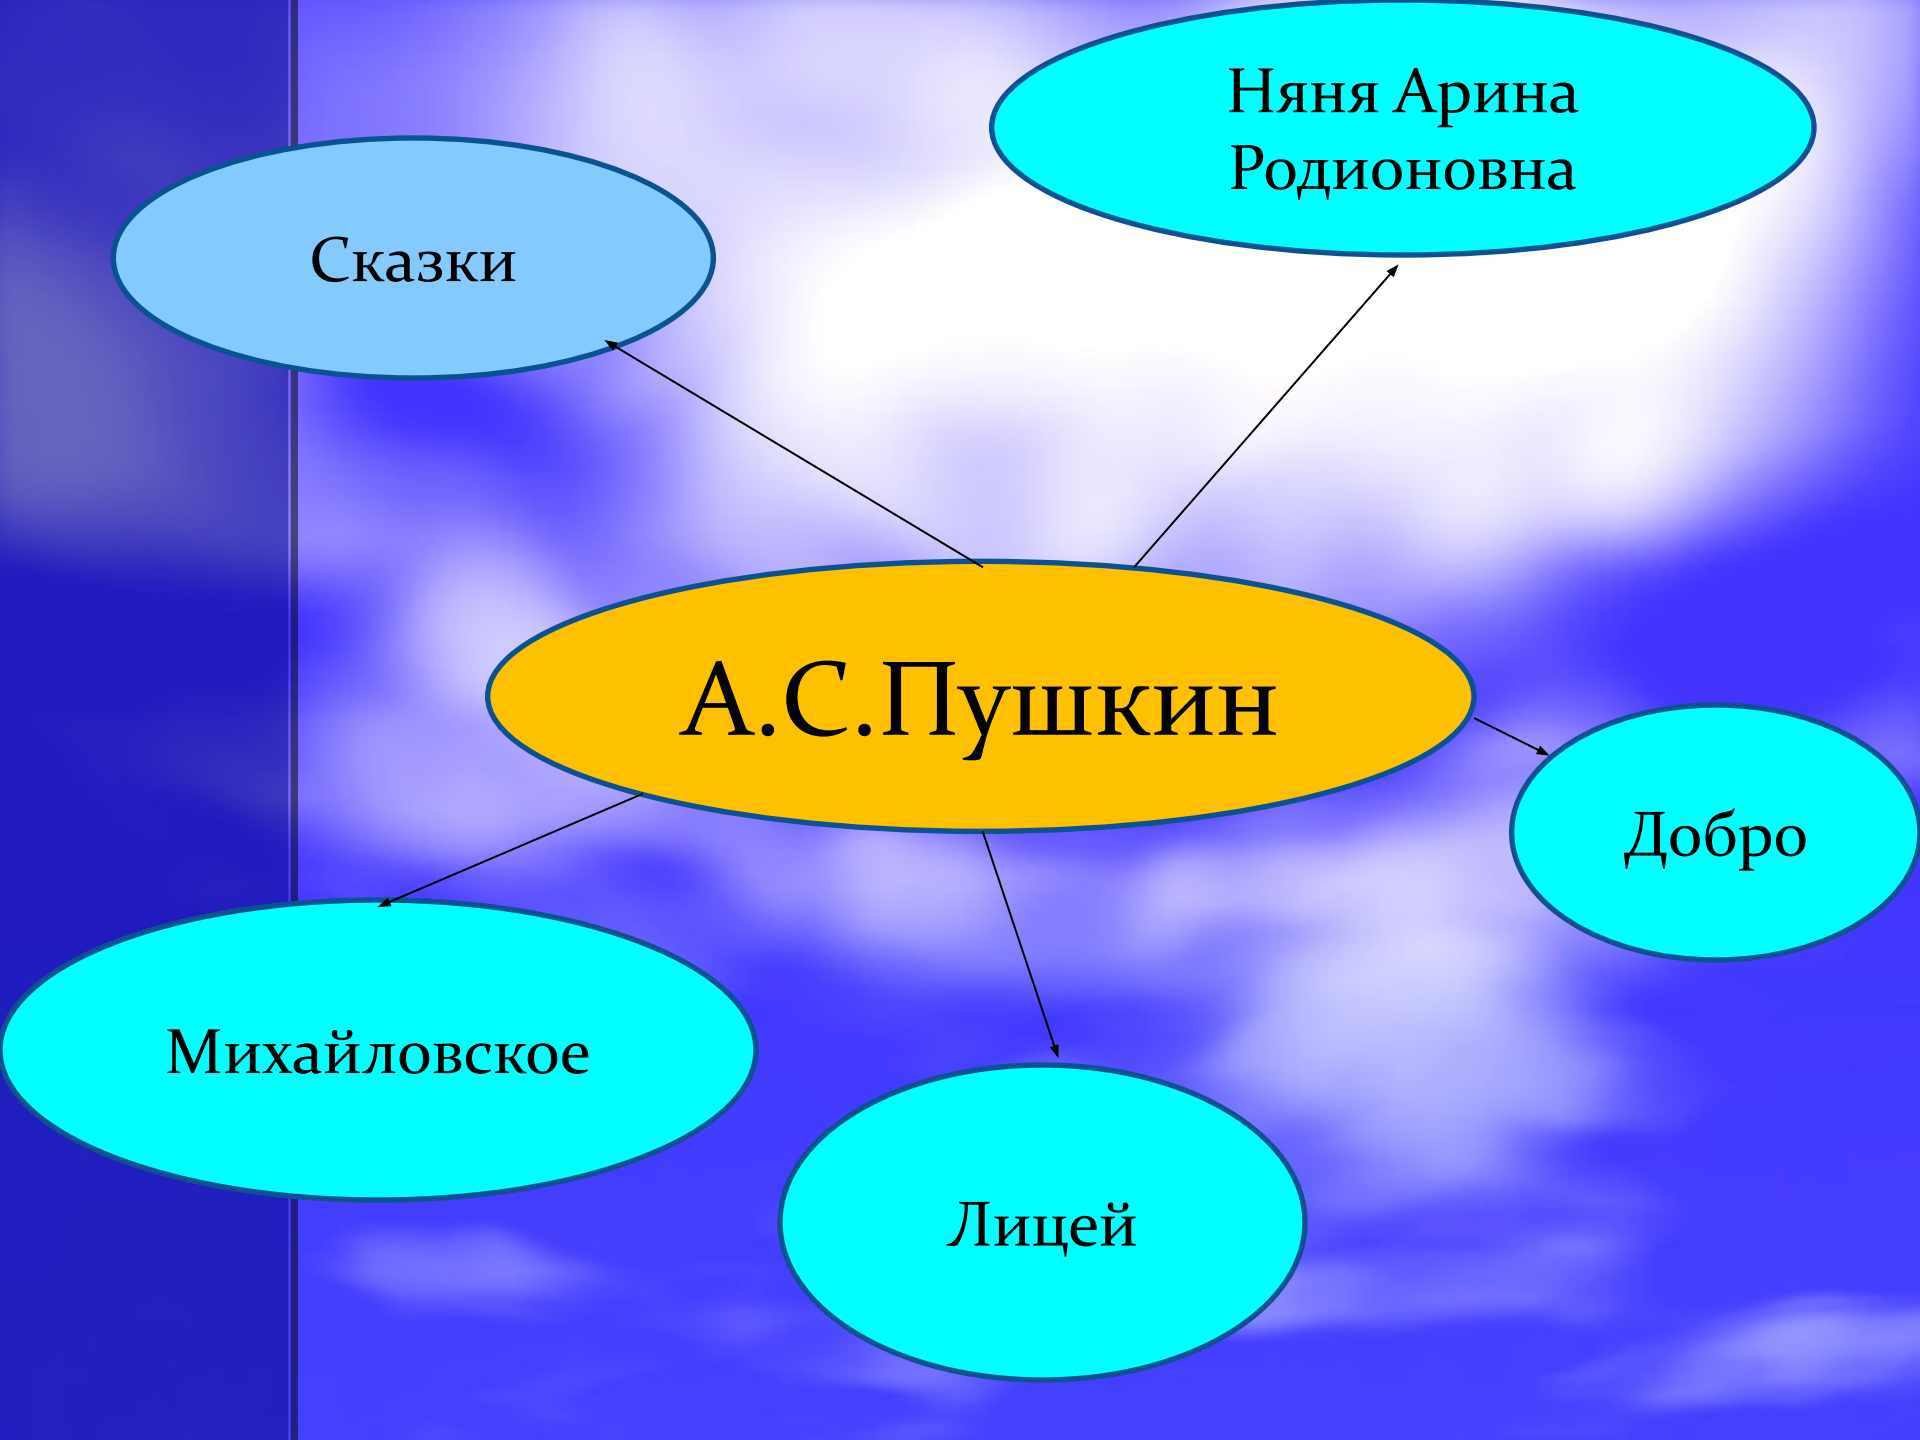 Няня Арина
Родионовна
Сказки
А.С.Пушкин
Добро
Михайловское
Лицей